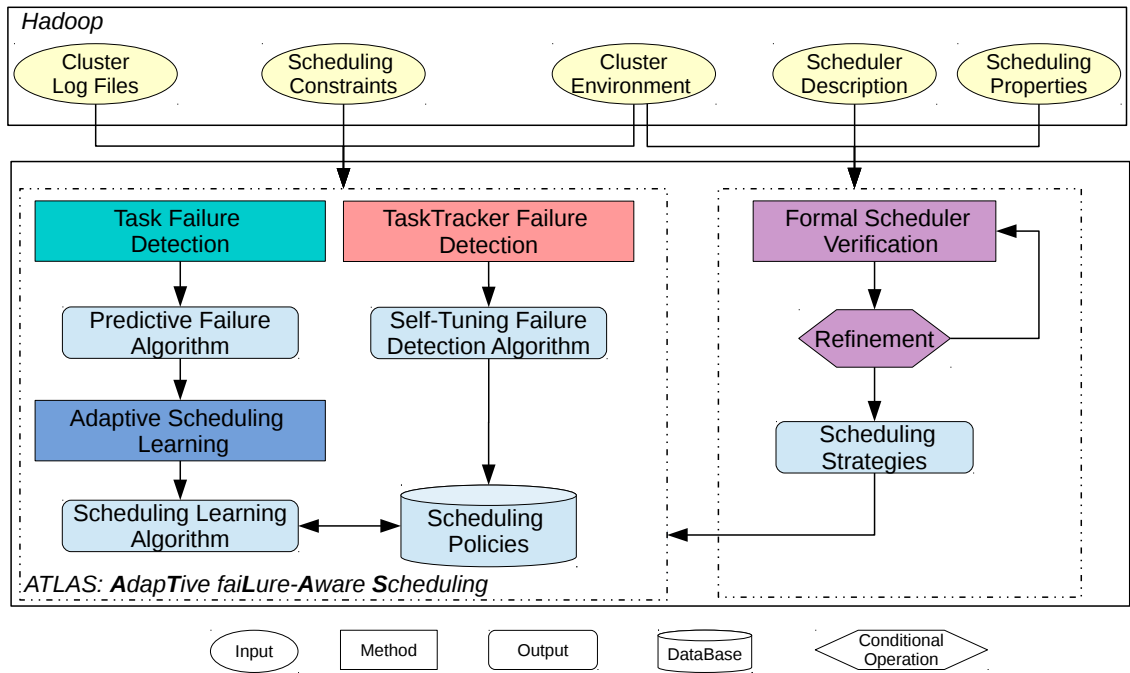 Hadoop
Cluster
Log Files
Scheduling
Constraints
Cluster
Environment
Scheduler
Description
Scheduling
Properties
Task Failure
Detection
TaskTracker Failure
Detection
Formal Scheduler
Verification
Predictive Failure
Algorithm
Self-Tuning Failure
Detection Algorithm
Refinement
Adaptive Scheduling
Learning
Scheduling
Strategies
Scheduling Learning
Algorithm
Scheduling
Policies
ATLAS: AdapTive faiLure-Aware Scheduling
Input
Method
Output
DataBase
Conditional
Operation